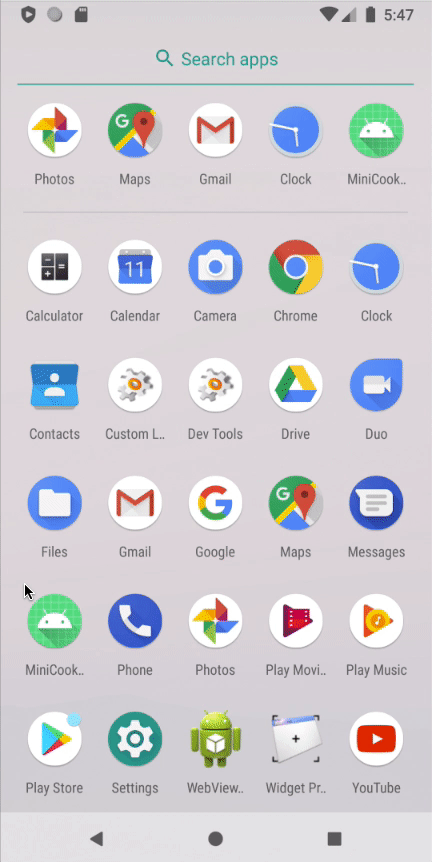 5:47
Search apps
Photos Maps Gmail Clock MiniCook..
Calculator Calendar Camera Chrome Clock
11
Contacts Custom L.. Dev Tools Drive Duo
Files Gmail Google Maps Messages
MiniCook.. Phone Photos Play Movi.. Play Music
Play Store Settings WebView.. Widget Pr.. YouTube